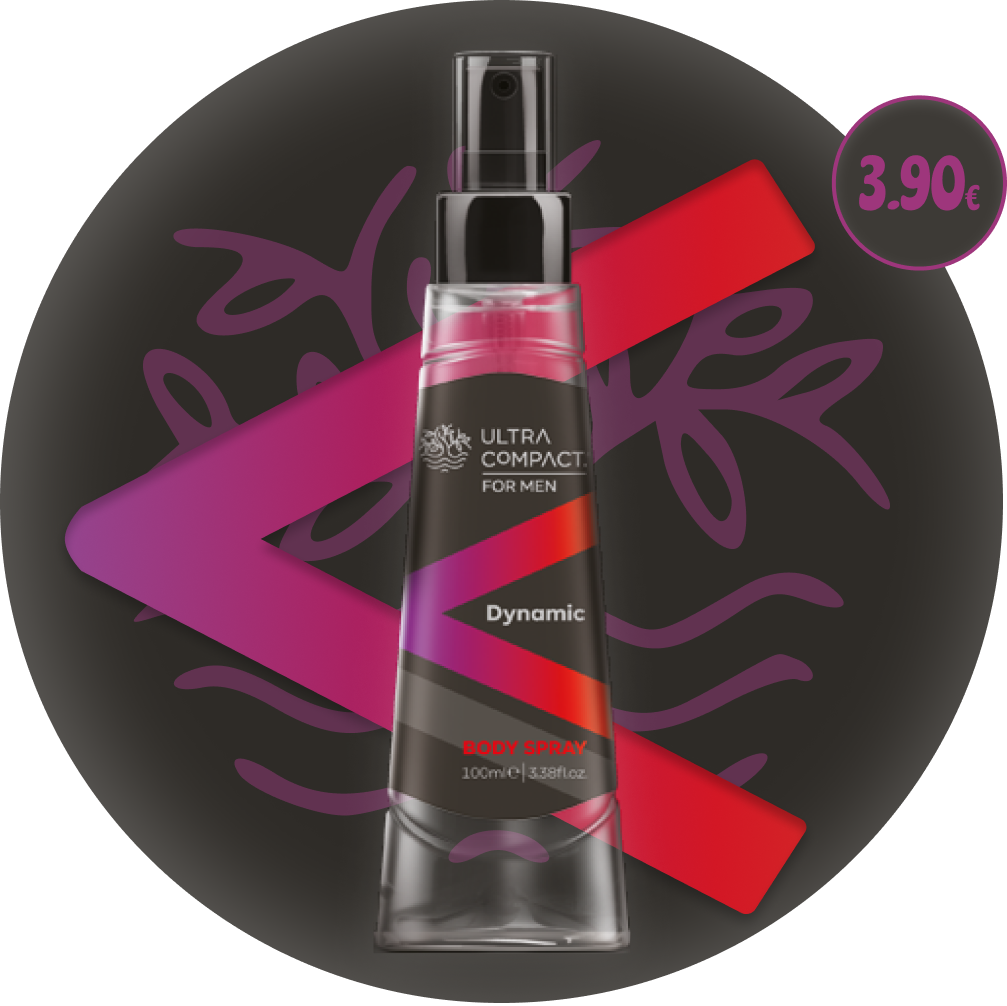 3.90€
ULTRA
COMPACT.
FOR MEN
Dynamic
BODY SPRAY
100ml℮|3.38fl.oz.